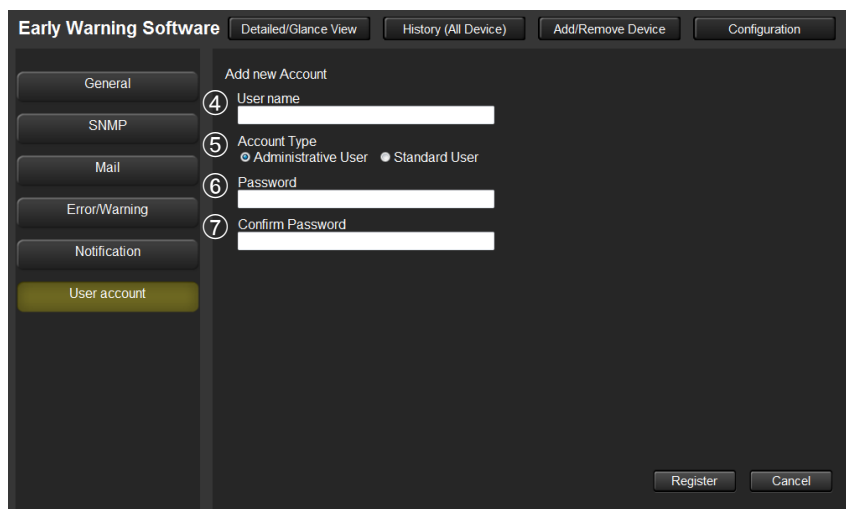 Early Warning Software Detailed/Glance View History (All Device) Add/Remove Device Configuration
General
SNMP
Mail
Error/Warning
Notification
User account
Add new Account
④ User name
⑤ Account Type
Administrative User Standard User
⑥ Password
⑦ Confirm Password
Register Cancel